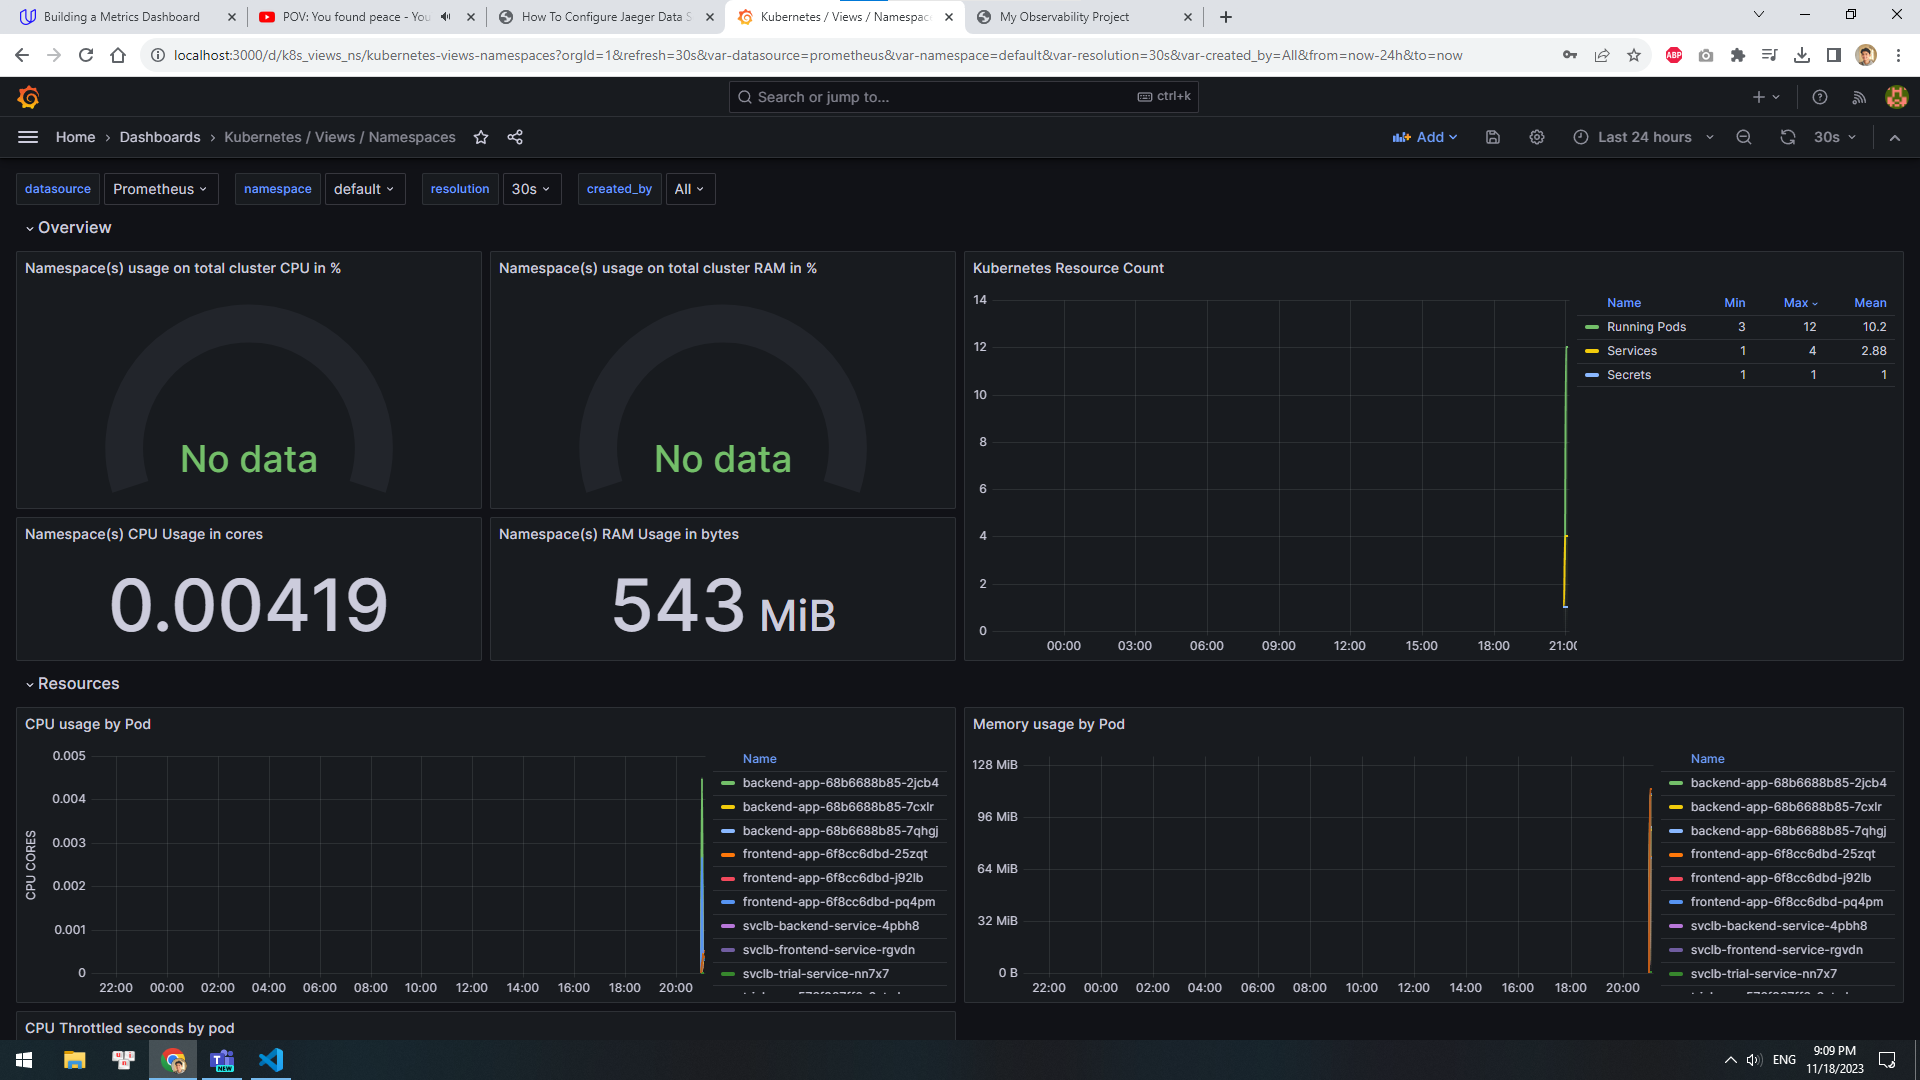 Building a Metrics Dashboard
POV: You found peace - You
How To Configure Jaeger Data S
Kubernetes / Views / Namespace
My Observability Project
localhost:3000/d/k8s_views_ns/kubernetes-views-namespaces?orgId=1&refresh=30s&var-datasource=prometheus&var-namespace=default&var-resolution=30s&var-created_by=All&from=now-24h&to=now
ABP
Search or jump to...
ctrl+k
Home › Dashboards › Kubernetes / Views / Namespaces
Add
Last 24 hours
30s
datasource Prometheus namespace default resolution 30s created_by All
Overview
Namespace(s) usage on total cluster CPU in %
No data
Namespace(s) usage on total cluster RAM in %
No data
Namespace(s) CPU Usage in cores
0.00419
Namespace(s) RAM Usage in bytes
543 MiB
Kubernetes Resource Count
14
12
10
8
6
4
2
0
00:00 03:00 06:00 09:00 12:00 15:00 18:00 21:00
Name Min Max Mean
Running Pods 3 12 10.2
Services 1 4 2.88
Secrets 1 1 1
Resources
CPU usage by Pod
CPU CORES
0.005
0.004
0.003
0.002
0.001
0
22:00 00:00 02:00 04:00 06:00 08:00 10:00 12:00 14:00 16:00 18:00 20:00
Name
backend-app-68b6688b85-2jcb4
backend-app-68b6688b85-7cxlr
backend-app-68b6688b85-7qhgj
frontend-app-6f8cc6dbd-25zqt
frontend-app-6f8cc6dbd-j92lb
frontend-app-6f8cc6dbd-pq4pm
svclb-backend-service-4pbh8
svclb-frontend-service-rgvdn
svclb-trial-service-nn7x7
Memory usage by Pod
128 MiB
96 MiB
64 MiB
32 MiB
0 B
22:00 00:00 02:00 04:00 06:00 08:00 10:00 12:00 14:00 16:00 18:00 20:00
Name
backend-app-68b6688b85-2jcb4
backend-app-68b6688b85-7cxlr
backend-app-68b6688b85-7qhgj
frontend-app-6f8cc6dbd-25zqt
frontend-app-6f8cc6dbd-j92lb
frontend-app-6f8cc6dbd-pq4pm
svclb-backend-service-4pbh8
svclb-frontend-service-rgvdn
svclb-trial-service-nn7x7
CPU Throttled seconds by pod
NEW
ENG
9:09 PM
11/18/2023